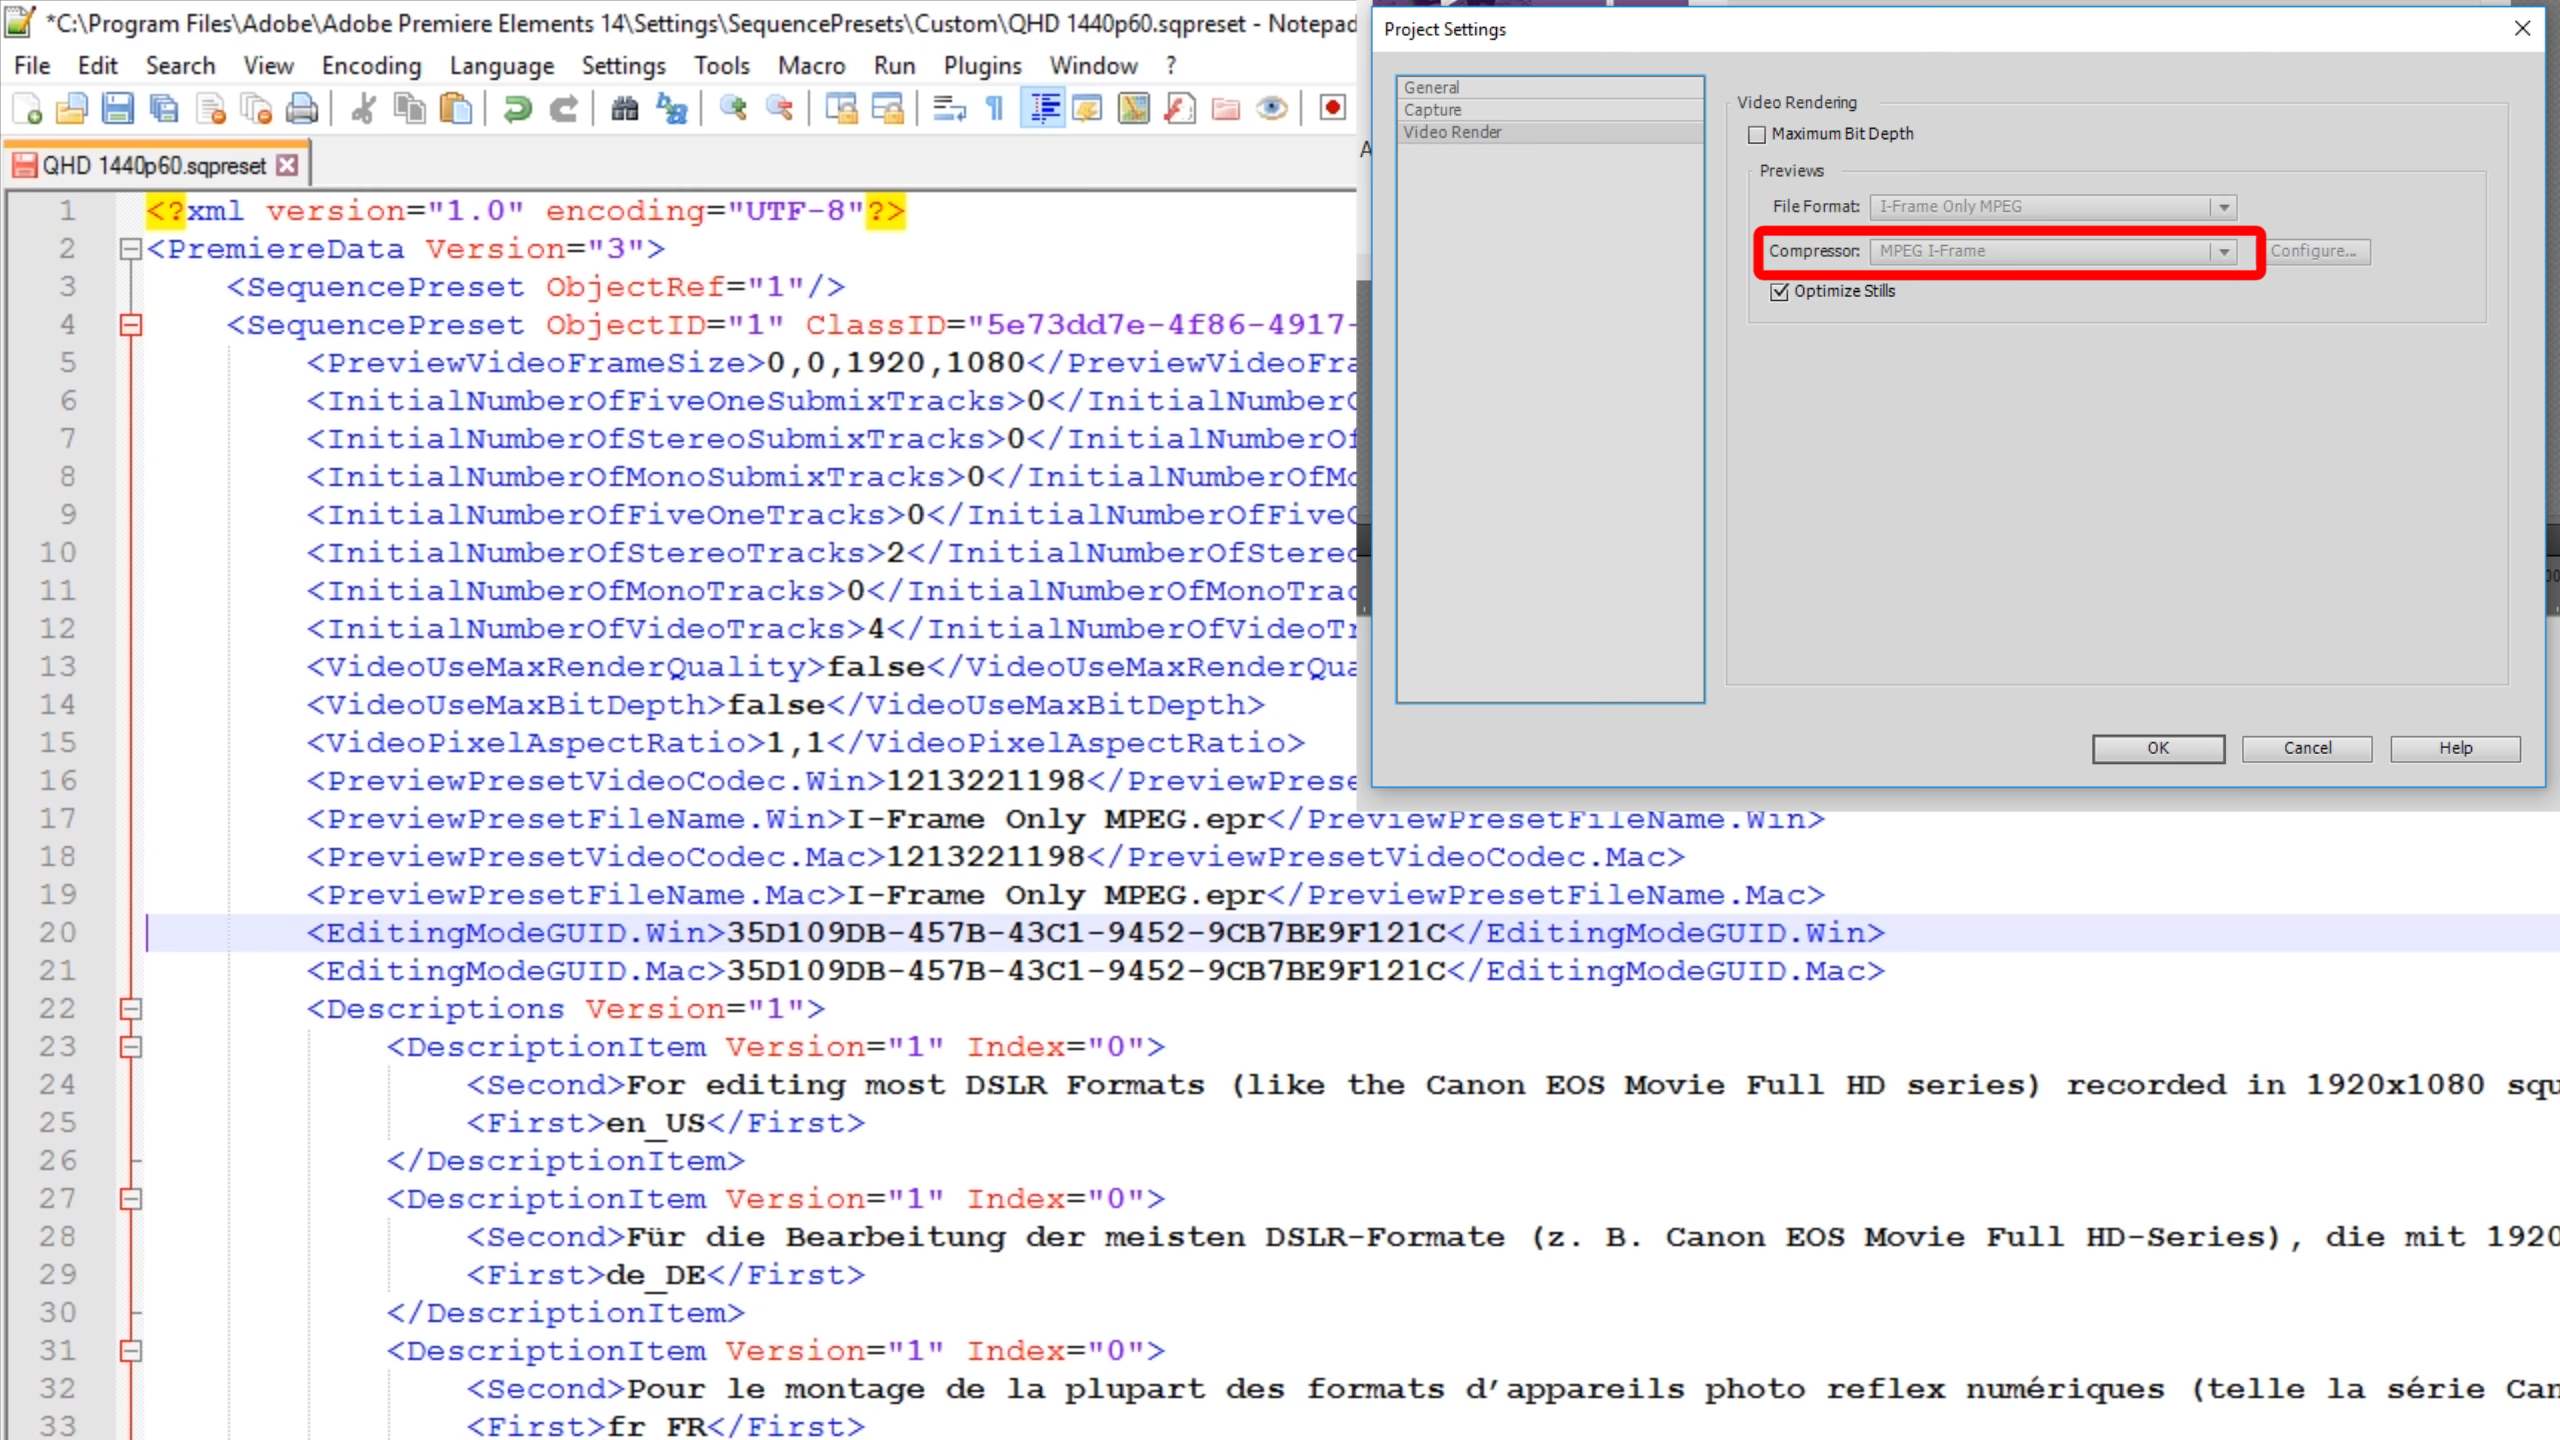 *C:\Program Files\Adobe\Adobe Premiere Elements 14\Settings\SequencePresets\Custom\QHD 1440p60.sqpreset - Notepad
File Edit Search View Encoding Language Settings Tools Macro Run Plugins Window ?
QHD 1440p60.sqpreset
1 <?xml version="1.0" encoding="UTF-8"?>
2 <PremiereData Version="3">
3 <SequencePreset ObjectRef="1"/>
4 <SequencePreset ObjectID="1" ClassID="5e73dd7e-4f86-4917-
5 <PreviewVideoFrameSize>0,0,1920,1080</PreviewVideoFra
6 <InitialNumberOfFiveOneSubmixTracks>0</InitialNumberO
7 <InitialNumberOfStereoSubmixTracks>0</InitialNumberOf
8 <InitialNumberOfMonoSubmixTracks>0</InitialNumberOfMo
9 <InitialNumberOfFiveOneTracks>0</InitialNumberOfFiveO
10 <InitialNumberOfStereoTracks>2</InitialNumberOfStereo
11 <InitialNumberOfMonoTracks>0</InitialNumberOfMonoTrac
12 <InitialNumberOfVideoTracks>4</InitialNumberOfVideoTr
13 <VideoUseMaxRenderQuality>false</VideoUseMaxRenderQua
14 <VideoUseMaxBitDepth>false</VideoUseMaxBitDepth>
15 <VideoPixelAspectRatio>1,1</VideoPixelAspectRatio>
16 <PreviewPresetVideoCodec.Win>1213221198</PreviewPrese
17 <PreviewPresetFileName.Win>I-Frame Only MPEG.epr</PreviewPresetFileName.Win>
18 <PreviewPresetVideoCodec.Mac>1213221198</PreviewPresetVideoCodec.Mac>
19 <PreviewPresetFileName.Mac>I-Frame Only MPEG.epr</PreviewPresetFileName.Mac>
20 <EditingModeGUID.Win>35D109DB-457B-43C1-9452-9CB7BE9F121C</EditingModeGUID.Win>
21 <EditingModeGUID.Mac>35D109DB-457B-43C1-9452-9CB7BE9F121C</EditingModeGUID.Mac>
22 <Descriptions Version="1">
23 <DescriptionItem Version="1" Index="0">
24 <Second>For editing most DSLR Formats (like the Canon EOS Movie Full HD series) recorded in 1920x1080 squ
25 <First>en_US</First>
26 </DescriptionItem>
27 <DescriptionItem Version="1" Index="0">
28 <Second>Für die Bearbeitung der meisten DSLR-Formate (z. B. Canon EOS Movie Full HD-Series), die mit 1920
29 <First>de_DE</First>
30 </DescriptionItem>
31 <DescriptionItem Version="1" Index="0">
32 <Second>Pour le montage de la plupart des formats d’appareils photo reflex numériques (telle la série Can
33 <First>fr_FR</First>
Project Settings
General
Capture
Video Render
Video Rendering
Maximum Bit Depth
Previews
File Format: I-Frame Only MPEG
Compressor: MPEG I-Frame Configure...
Optimize Stills
OK Cancel Help